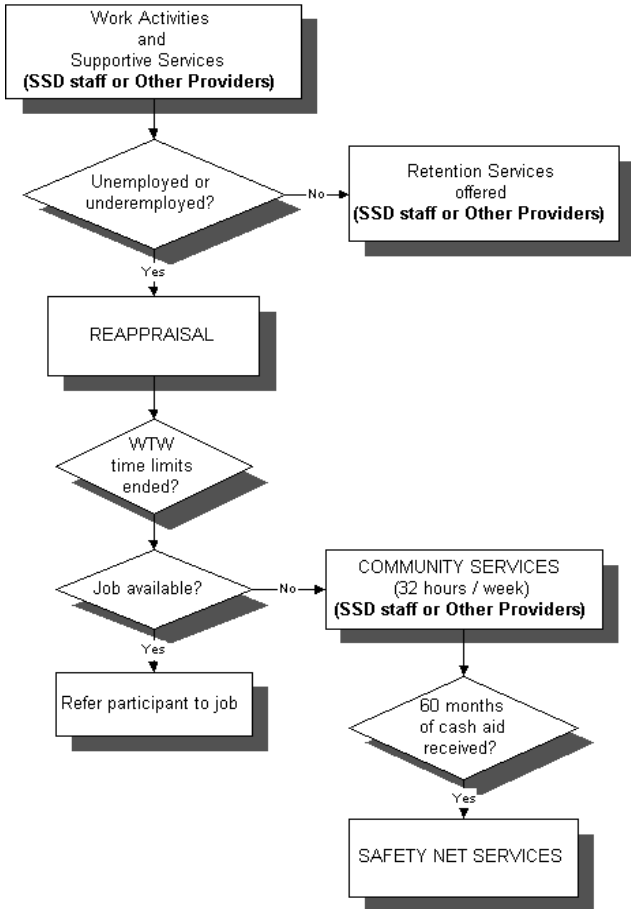 Work Activities
and
Supportive Services
(SSD staff or Other Providers)
Unemployed or
underemployed?
No
Retention Services
offered
(SSD staff or Other Providers)
Yes
REAPPRAISAL
WTW
time limits
ended?
Job available?
No
COMMUNITY SERVICES
(32 hours / week)
(SSD staff or Other Providers)
Yes
Refer participant to job
60 months
of cash aid
received?
Yes
SAFETY NET SERVICES